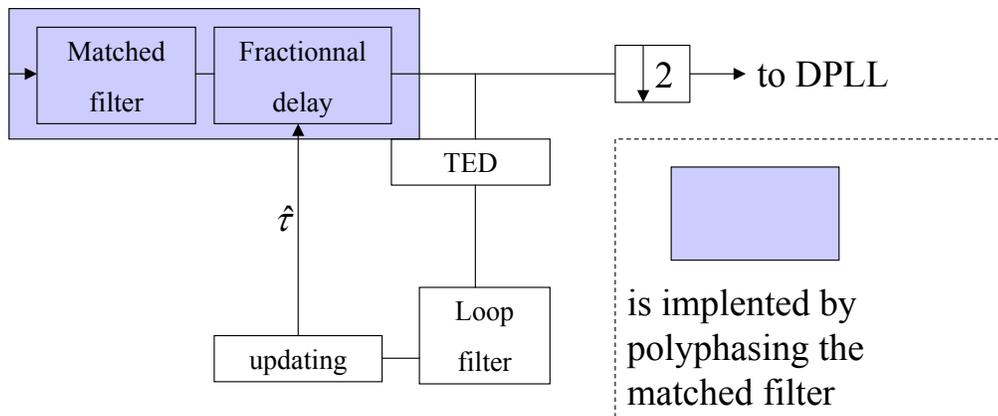 Matched
filter
Fractionnal
delay
2
to DPLL
TED
τ̂
Loop
filter
updating
is implented by
polyphasing the
matched filter